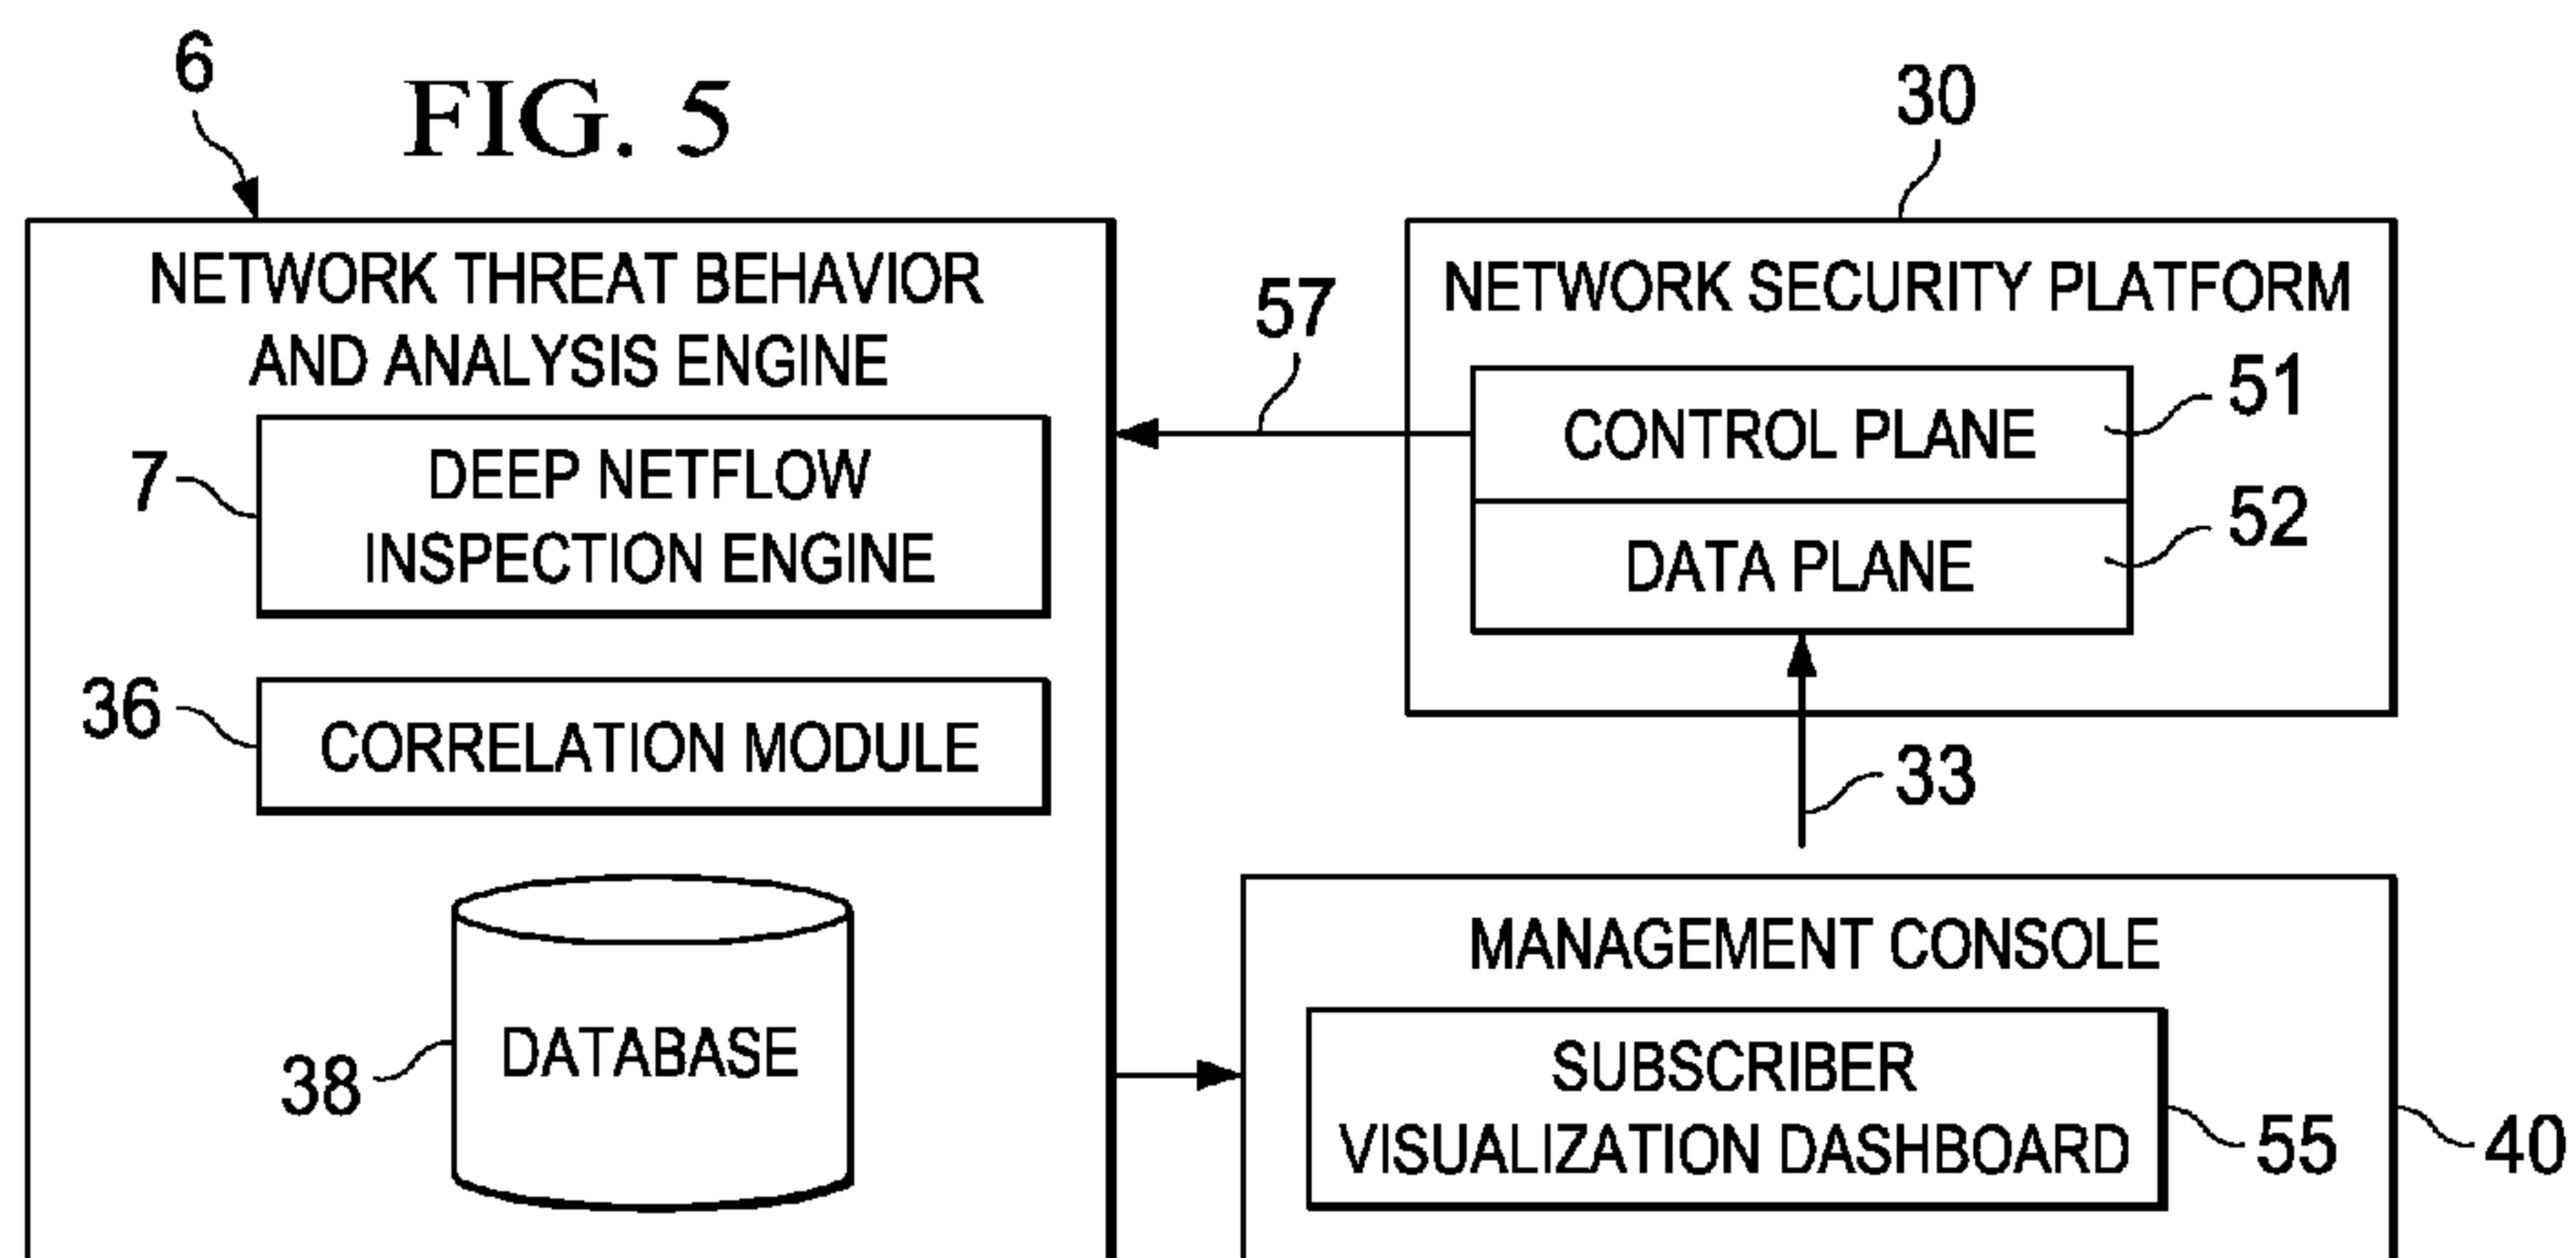 6
FIG. 5
30
NETWORK THREAT BEHAVIOR
AND ANALYSIS ENGINE
NETWORK SECURITY PLATFORM
57
51
CONTROL PLANE
7
DEEP NETFLOW
INSPECTION ENGINE
52
DATA PLANE
36
CORRELATION MODULE
33
MANAGEMENT CONSOLE
38
DATABASE
SUBSCRIBER
VISUALIZATION DASHBOARD
55
40